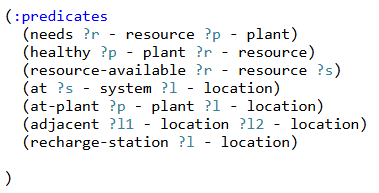 (:predicates
(needs ?r - resource ?p - plant)
(healthy ?p - plant ?r - resource)
(resource-available ?r - resource ?s)
(at ?s - system ?l - location)
(at-plant ?p - plant ?l - location)
(adjacent ?l1 - location ?l2 - location)
(recharge-station ?l - location)
)